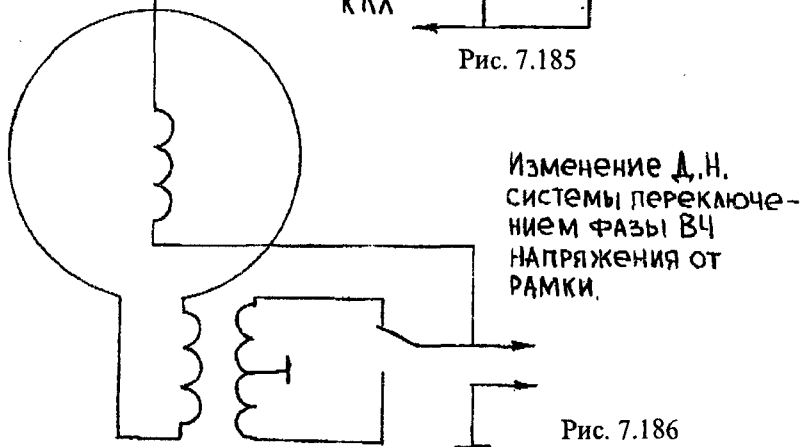 Рис. 7.185
Изменение Д.Н.
системы переключе-
нием фазы ВЧ
напряжения от
рамки.
Рис. 7.186